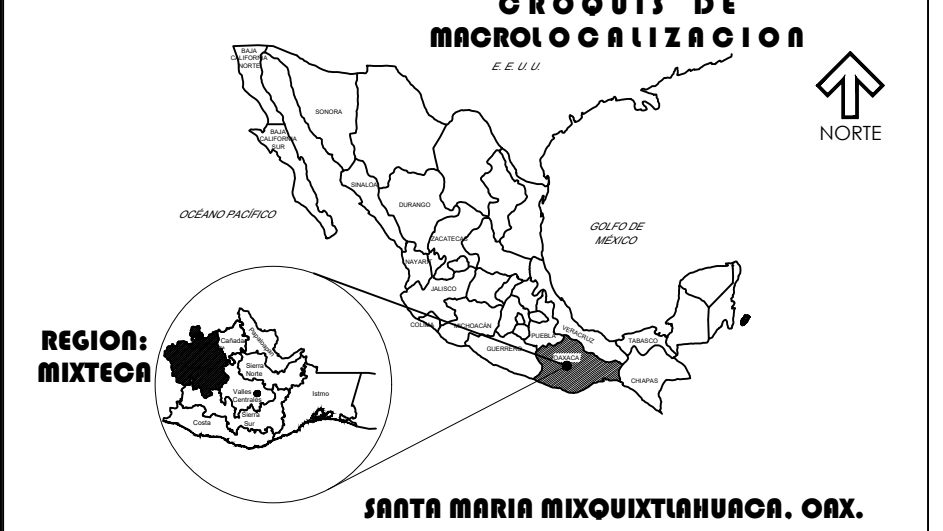 CROQUIS DE
MACROLOCALIZACION
E. E. U. U.
NORTE
BAJA
CALIFORNIA
NORTE
SONORA
BAJA
CALIFORNIA
SUR
SINALOA
DURANGO
OCÉANO PACÍFICO
GOLFO DE
MÉXICO
ZACATECAS
NAYARIT
JALISCO
COLIMA
MICHOACÁN
GUERRERO
PUEBLA
VERACRUZ
OAXACA
TABASCO
CHIAPAS
REGION:
MIXTECA
Cañada
Papaloapan
Sierra
Norte
Valles
Centrales
Istmo
Sierra
Sur
Costa
SANTA MARIA MIXQUIXTLAHUACA, OAX.